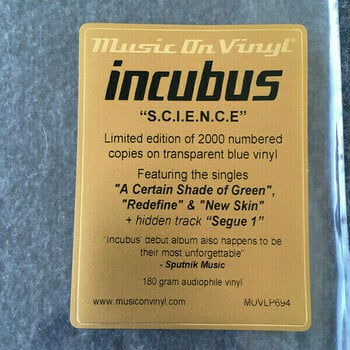 Music On Vinyl®
incubus
“S.C.I.E.N.C.E”
Limited edition of 2000 numbered
copies on transparent blue vinyl
Featuring the singles
"A Certain Shade of Green",
"Redefine" & "New Skin"
+ hidden track “Segue 1”
“Incubus’ debut album also happens to be
their most unforgettable”
- Sputnik Music
180 gram audiophile vinyl
www.musiconvinyl.com MOVLP694